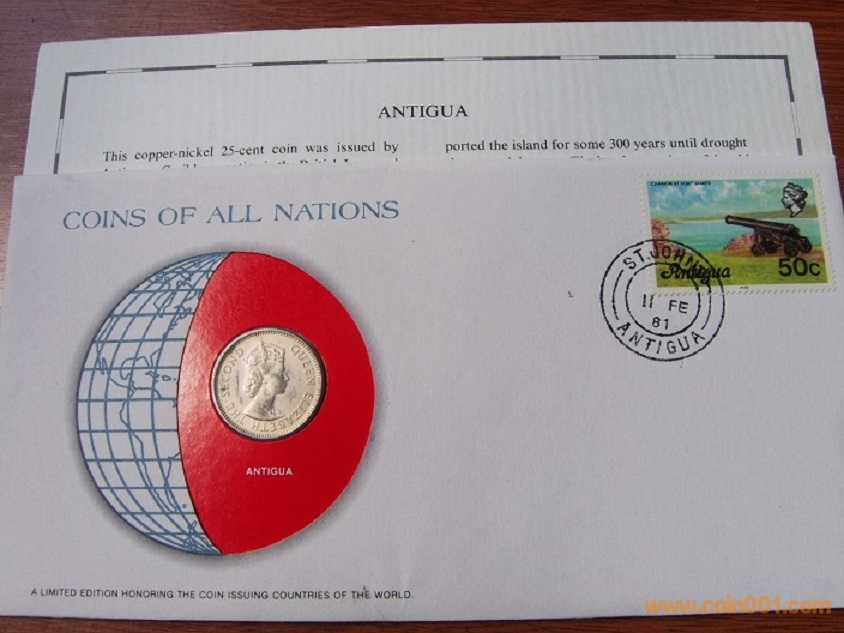 ANTIGUA
This copper-nickel 25-cent coin was issued by
ported the island for some 300 years until drought
COINS OF ALL NATIONS
CANNON AT FORT JAMES
Antigua 50c
ST. JOHN'S
11 FE
81
ANTIGUA
QUEEN ELIZABETH THE SECOND
ANTIGUA
A LIMITED EDITION HONORING THE COIN ISSUING COUNTRIES OF THE WORLD.
www.coin001.com